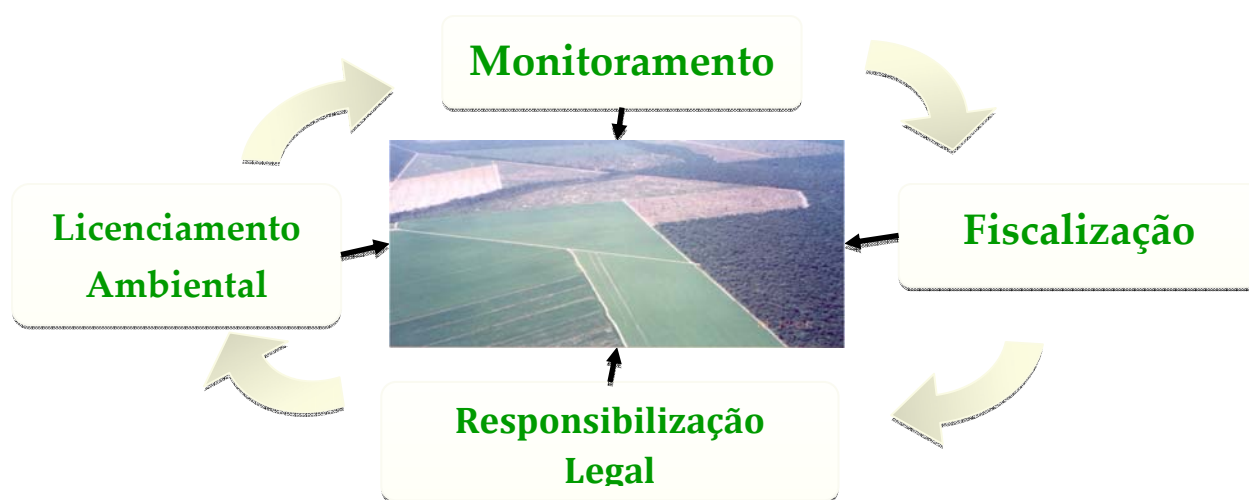 Monitoramento
Licenciamento
Ambiental
Fiscalização
Responsibilização
Legal